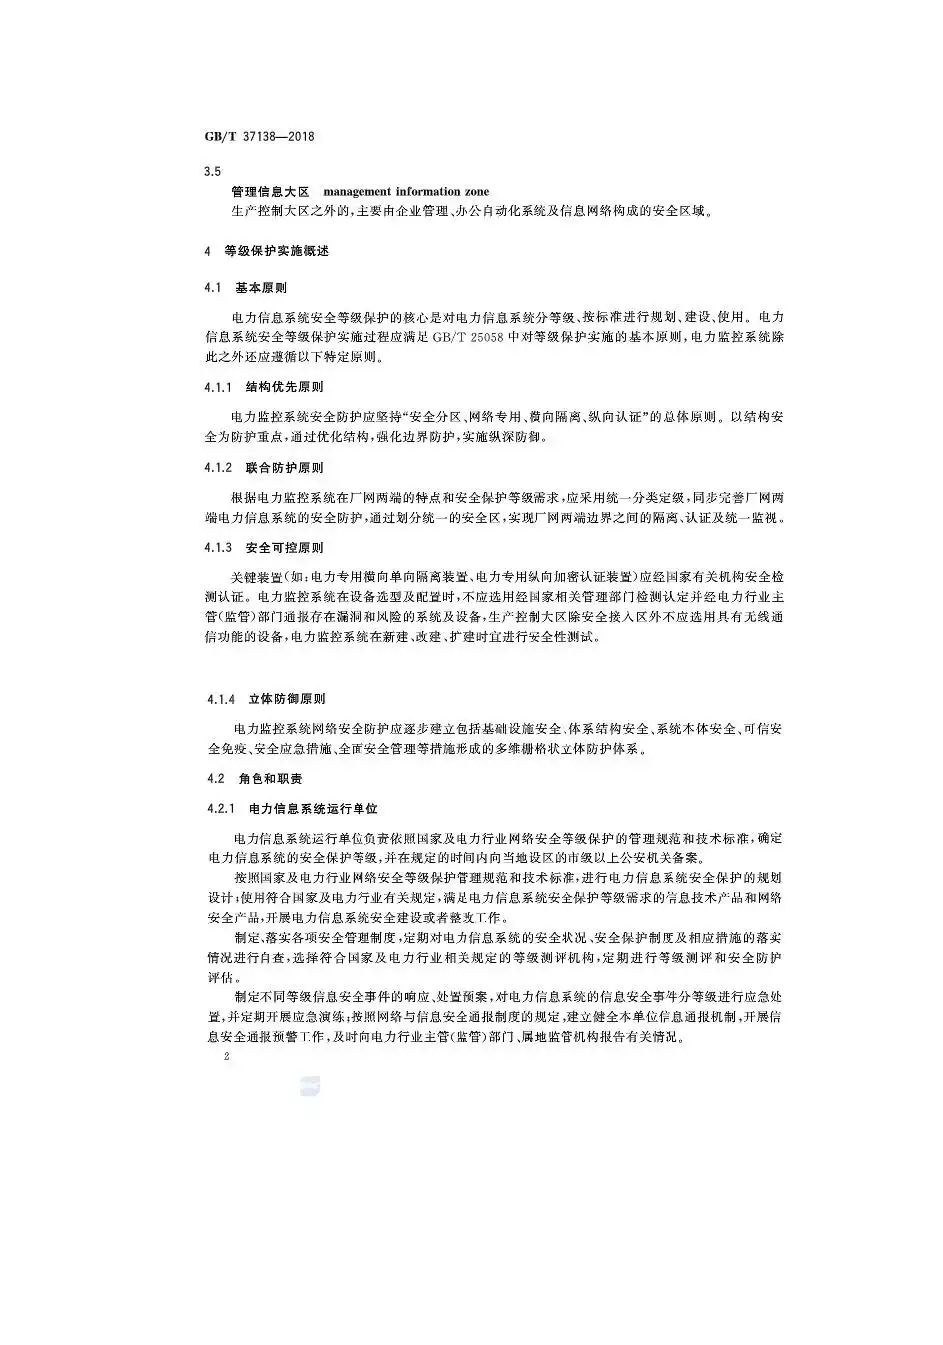 GB/T 37138—2018
3.5
管理信息大区 management information zone
生产控制大区之外的,主要由企业管理、办公自动化系统及信息网络构成的安全区域。
4 等级保护实施概述
4.1 基本原则
电力信息系统安全等级保护的核心是对电力信息系统分等级、按标准进行规划、建设、使用。电力
信息系统安全等级保护实施过程应满足 GB/T 25058 中对等级保护实施的基本原则,电力监控系统除
此之外还应遵循以下特定原则。
4.1.1 结构优先原则
电力监控系统安全防护应坚持“安全分区、网络专用、横向隔离、纵向认证”的总体原则。以结构安
全为防护重点,通过优化结构,强化边界防护,实施纵深防御。
4.1.2 联合防护原则
根据电力监控系统在厂网两端的特点和安全保护等级需求,应采用统一分类定级,同步完善厂网两
端电力信息系统的安全防护,通过划分统一的安全区,实现厂网两端边界之间的隔离、认证及统一监视。
4.1.3 安全可控原则
关键装置(如:电力专用横向单向隔离装置、电力专用纵向加密认证装置)应经国家有关机构安全检
测认证。电力监控系统在设备选型及配置时,不应选用经国家相关管理部门检测认定并经电力行业主
管(监管)部门通报存在漏洞和风险的系统及设备,生产控制大区除安全接入区外不应选用具有无线通
信功能的设备,电力监控系统在新建、改建、扩建时宜进行安全性测试。
4.1.4 立体防御原则
电力监控系统网络安全防护应逐步建立包括基础设施安全、体系结构安全、系统本体安全、可信安
全免疫、安全应急措施、全面安全管理等措施形成的多维栅格状立体防护体系。
4.2 角色和职责
4.2.1 电力信息系统运行单位
电力信息系统运行单位负责依照国家及电力行业网络安全等级保护的管理规范和技术标准,确定
电力信息系统的安全保护等级,并在规定的时间内向当地设区的市级以上公安机关备案。
按照国家及电力行业网络安全等级保护管理规范和技术标准,进行电力信息系统安全保护的规划
设计;使用符合国家及电力行业有关规定,满足电力信息系统安全保护等级需求的信息技术产品和网络
安全产品,开展电力信息系统安全建设或者整改工作。
制定、落实各项安全管理制度,定期对电力信息系统的安全状况、安全保护制度及相应措施的落实
情况进行自查,选择符合国家及电力行业相关规定的等级测评机构,定期进行等级测评和安全防护
评估。
制定不同等级信息安全事件的响应、处置预案,对电力信息系统的信息安全事件分等级进行应急处
置,并定期开展应急演练;按照网络与信息安全通报制度的规定,建立健全本单位信息通报机制,开展信
息安全通报预警工作,及时向电力行业主管(监管)部门、属地监管机构报告有关情况。
2